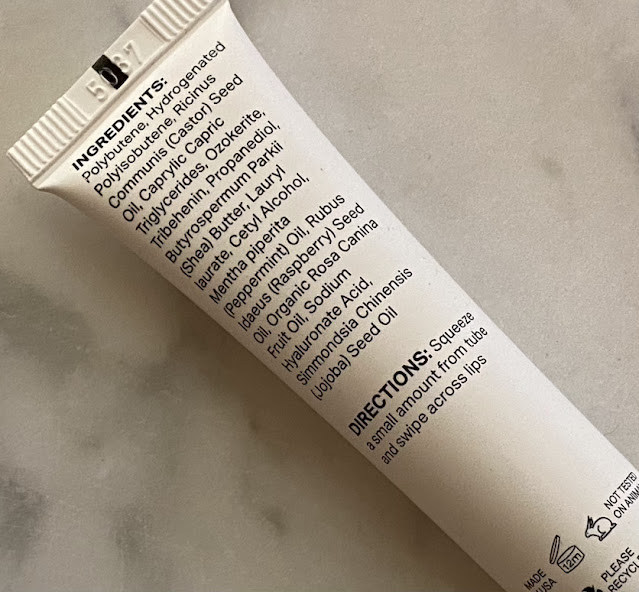 5087
INGREDIENTS:
Polybutene, Hydrogenated
Polyisobutene, Ricinus
Communis (Castor) Seed
Oil, Caprylic Capric
Triglycerides, Ozokerite,
Tribehenin, Propanediol,
Butyrospermum Parkii
(Shea) Butter, Lauryl
laurate, Cetyl Alcohol,
Mentha piperita
(Peppermint) Oil, Rubus
Idaeus (Raspberry) Seed
Oil, Organic Rosa Canina
Fruit Oil, Sodium
Hyaluronate Acid,
Simmondsia Chinensis
(Jojoba) Seed Oil
DIRECTIONS: Squeeze
a small amount from tube
and swipe across lips
NOT TESTED
ON
12m
MADE
USA
PLEASE